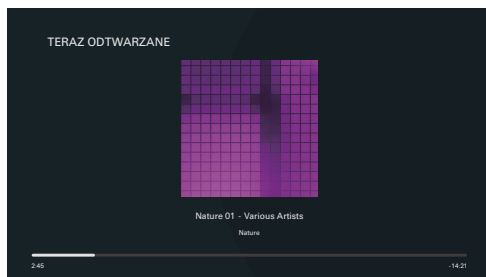 TERAZ ODTWARZANE
Nature 01 - Various Artists
Nature
2:45
-14:21